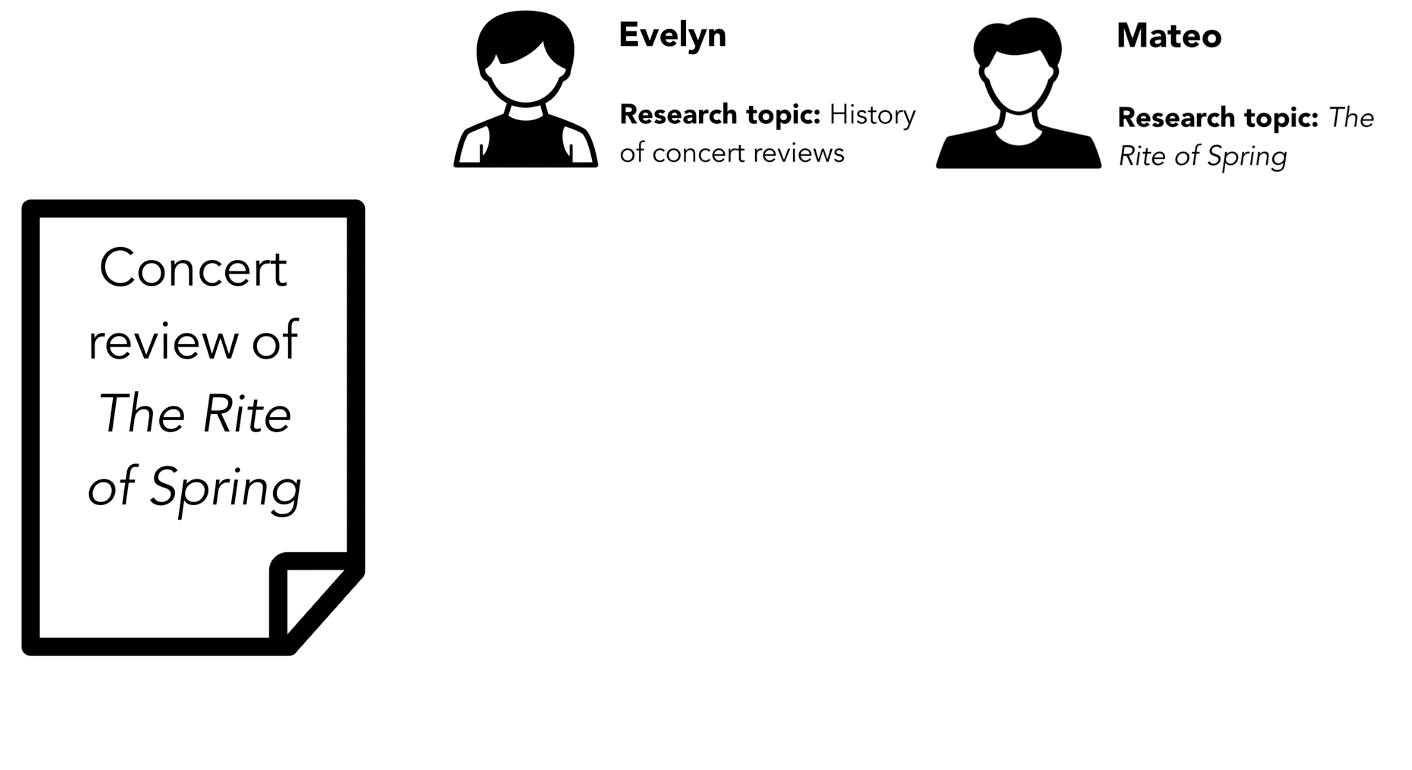 Evelyn
Research topic: History
of concert reviews
Mateo
Research topic: The
Rite of Spring
Concert
review of
The Rite
of Spring